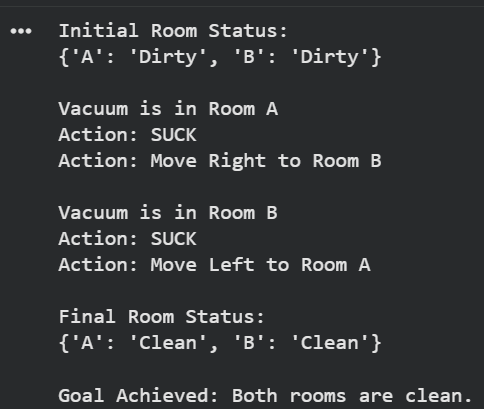 Initial Room Status:
{'A': 'Dirty', 'B': 'Dirty'}
Vacuum is in Room A
Action: SUCK
Action: Move Right to Room B
Vacuum is in Room B
Action: SUCK
Action: Move Left to Room A
Final Room Status:
{'A': 'Clean', 'B': 'Clean'}
Goal Achieved: Both rooms are clean.